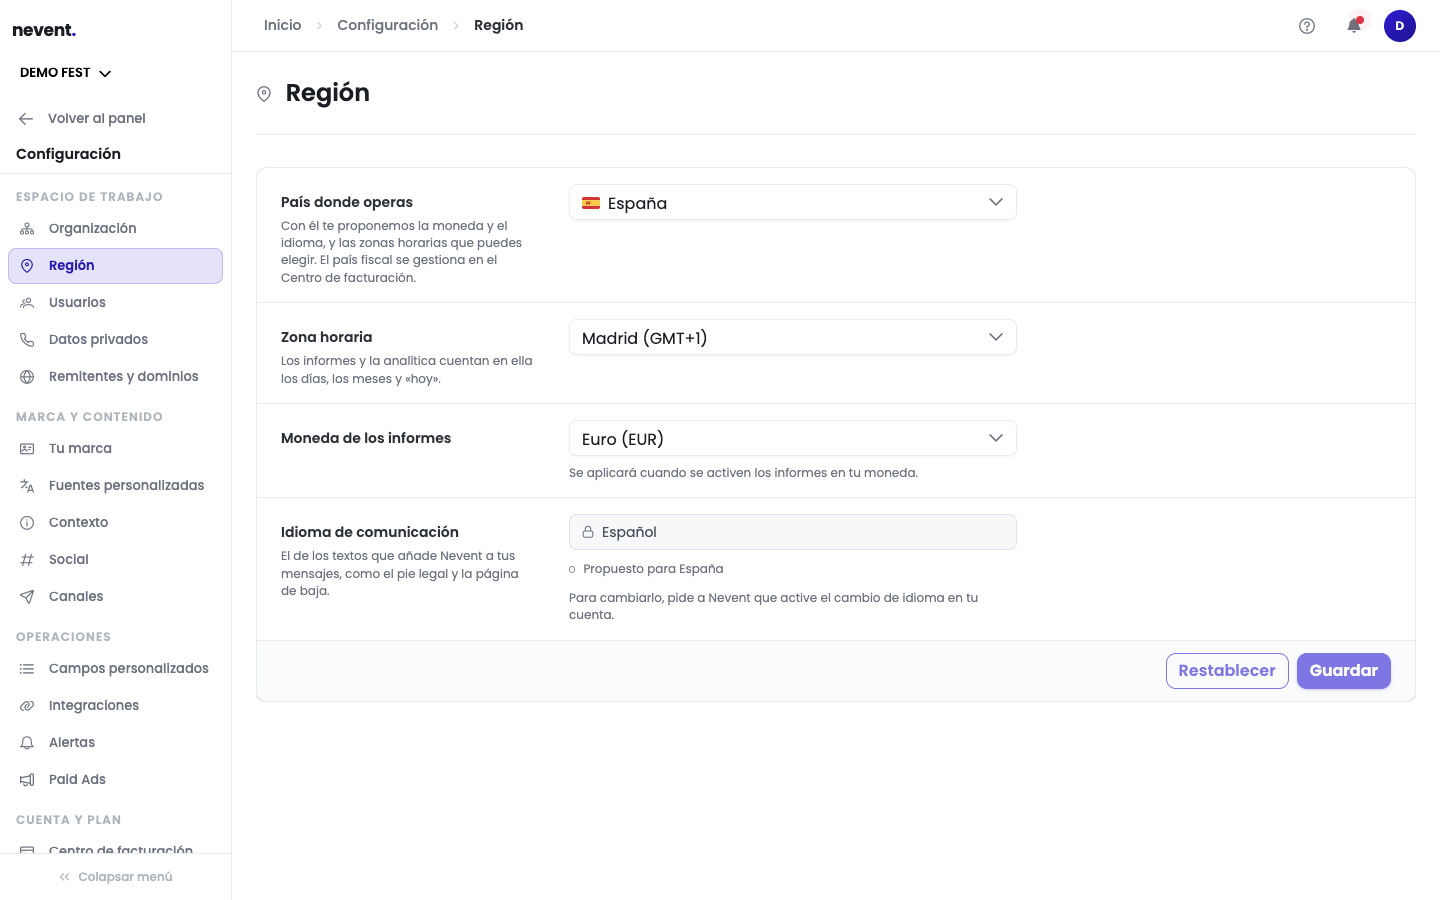 nevent.
DEMO FEST
Volver al panel
Configuración
ESPACIO DE TRABAJO
Organización
Región
Usuarios
Datos privados
Remitentes y dominios
MARCA Y CONTENIDO
Tu marca
Fuentes personalizadas
Contexto
Social
Canales
OPERACIONES
Campos personalizados
Integraciones
Alertas
Paid Ads
CUENTA Y PLAN
Centro de facturación
Colapsar menú
Inicio > Configuración > Región
D
Región
País donde operas
Con él te proponemos la moneda y el
idioma, y las zonas horarias que puedes
elegir. El país fiscal se gestiona en el
Centro de facturación.
España
Zona horaria
Los informes y la analítica cuentan en ella
los días, los meses y «hoy».
Madrid (GMT+1)
Moneda de los informes
Euro (EUR)
Se aplicará cuando se activen los informes en tu moneda.
Idioma de comunicación
El de los textos que añade Nevent a tus
mensajes, como el pie legal y la página
de baja.
Español
Propuesto para España
Para cambiarlo, pide a Nevent que active el cambio de idioma en tu
cuenta.
Restablecer
Guardar